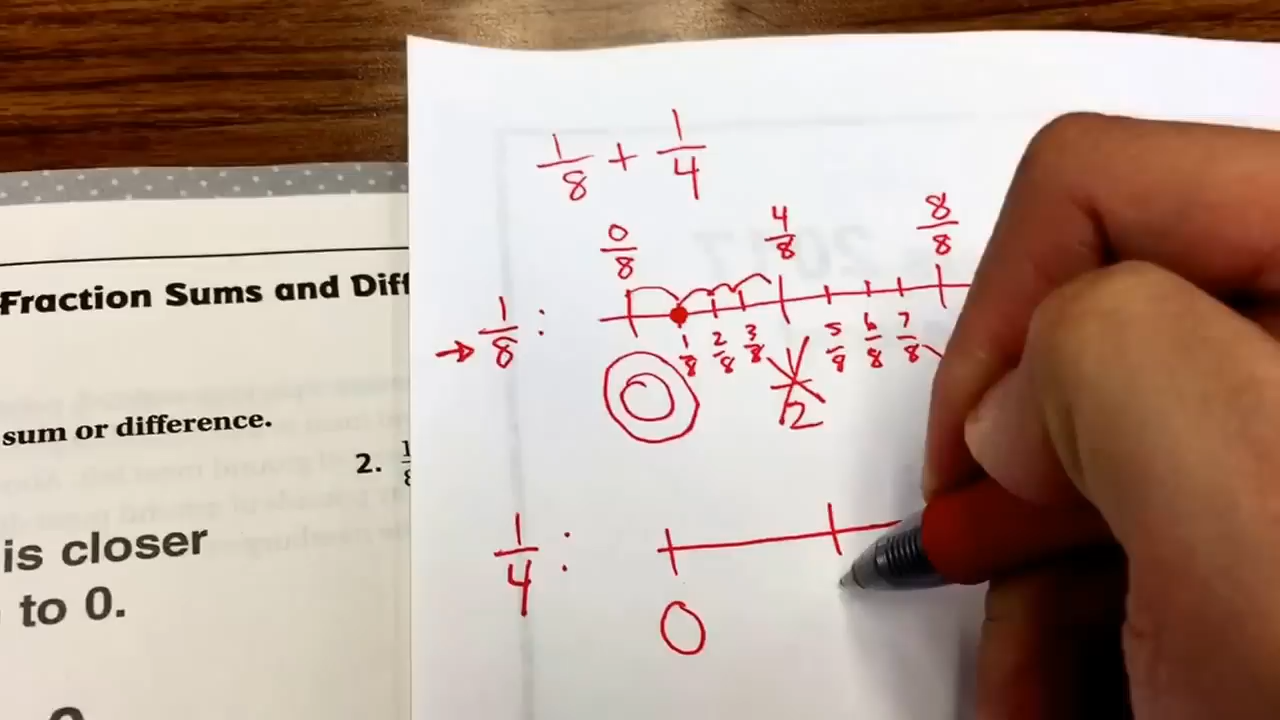 1/8 + 1/4
0/8 4/8 8/8
1/8 :
1/8 2/8 3/8 5/8 6/8 7/8
0 1/2
1/4 :
0
Fraction Sums and Diff
sum or difference.
2. 1/8
is closer
to 0.